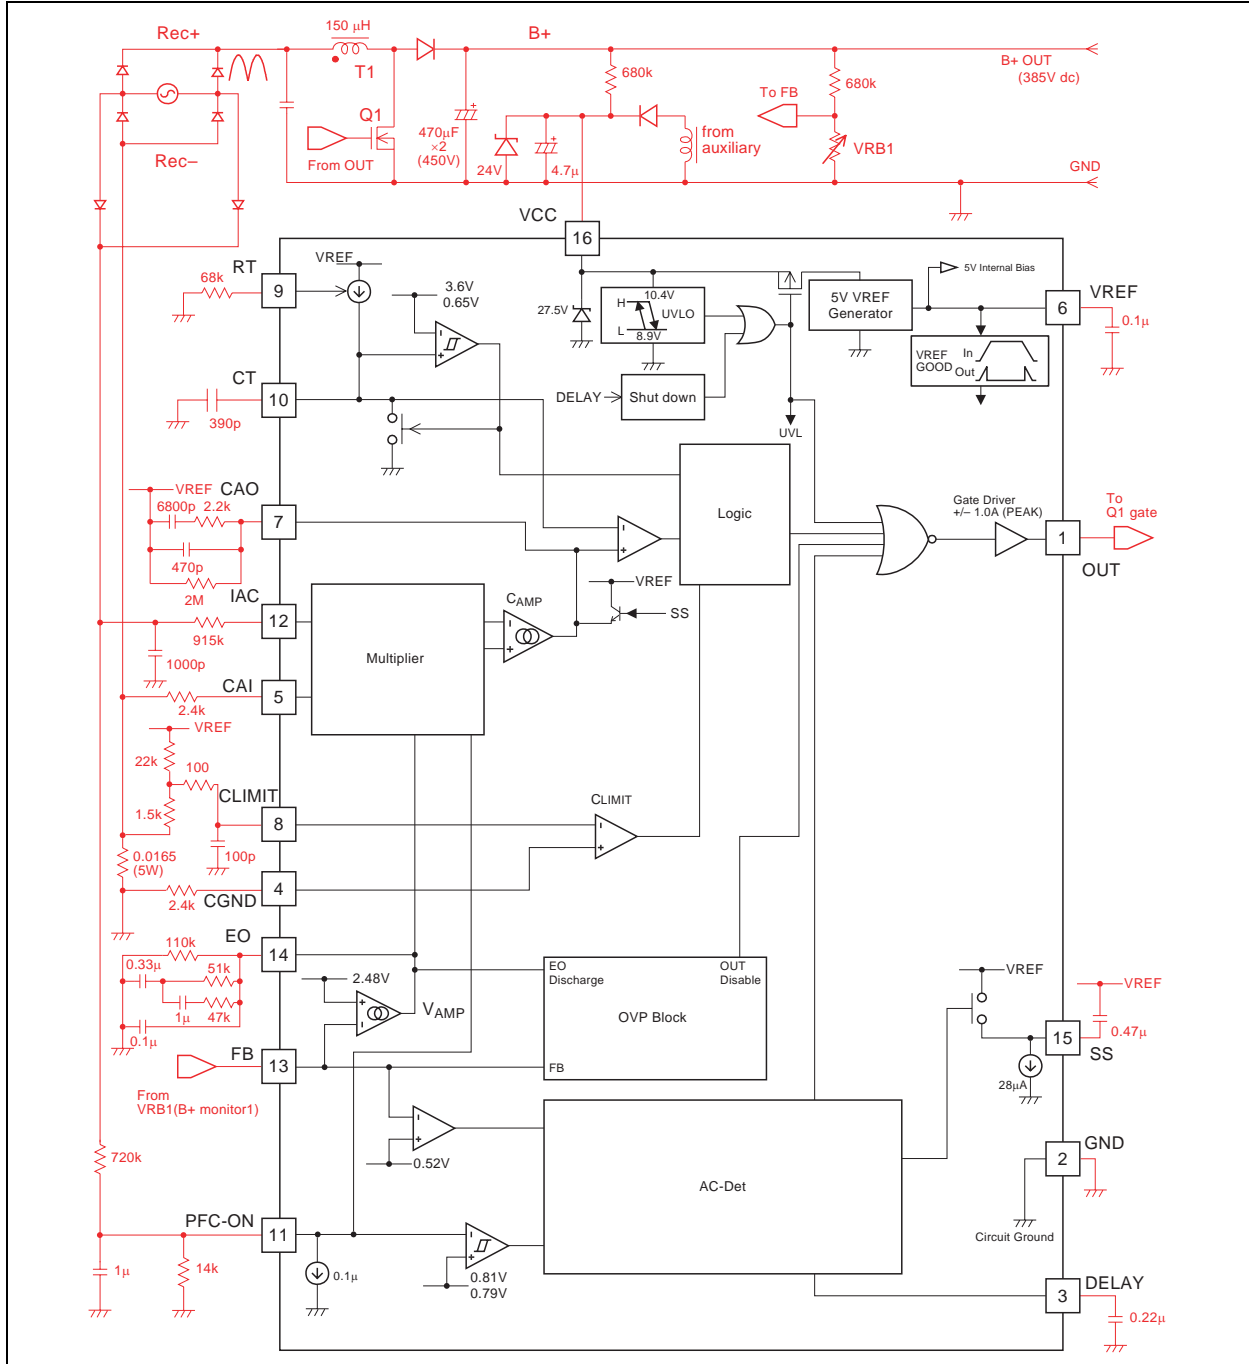 Rec+
150 μH
T1
B+
B+ OUT
(385V dc)
680k
680k
To FB
Q1
From OUT
470μF
×2
(450V)
24V
4.7μ
from
auxiliary
VRB1
GND
Rec–
VCC
16
RT
68k
9
VREF
3.6V
0.65V
27.5V
10.4V
H
UVLO
L
8.9V
5V VREF
Generator
5V Internal Bias
6
VREF
0.1μ
VREF
GOOD
In
Out
DELAY
Shut down
UVL
CT
10
390p
CAO
VREF
6800p
2.2k
7
470p
2M
Logic
Gate Driver
+/– 1.0A (PEAK)
1
To
Q1 gate
OUT
IAC
12
915k
1000p
Multiplier
CAMP
VREF
SS
CAI
5
2.4k
VREF
22k
100
1.5k
CLIMIT
8
100p
CLIMIT
0.0165
(5W)
2.4k
CGND
4
EO
14
110k
0.33μ
51k
1μ
47k
0.1μ
2.48V
VAMP
EO
Discharge
OUT
Disable
OVP Block
FB
FB
13
From
VRB1(B+ monitor1)
VREF
VREF
0.47μ
15
SS
28μA
0.52V
AC-Det
2
GND
Circuit Ground
720k
PFC-ON
11
1μ
14k
0.1μ
0.81V
0.79V
3
DELAY
0.22μ